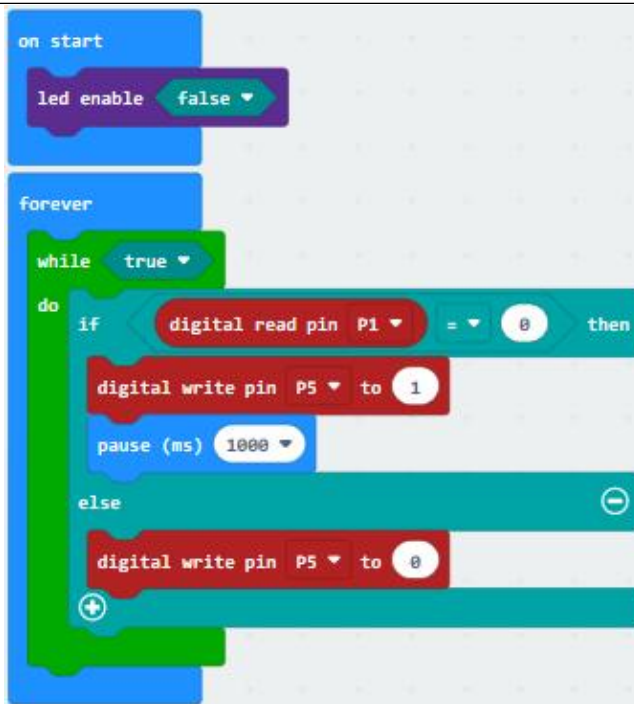 on start
led enable false
forever
while true
do
if digital read pin P1 = 0 then
digital write pin P5 to 1
pause (ms) 1000
else
digital write pin P5 to 0